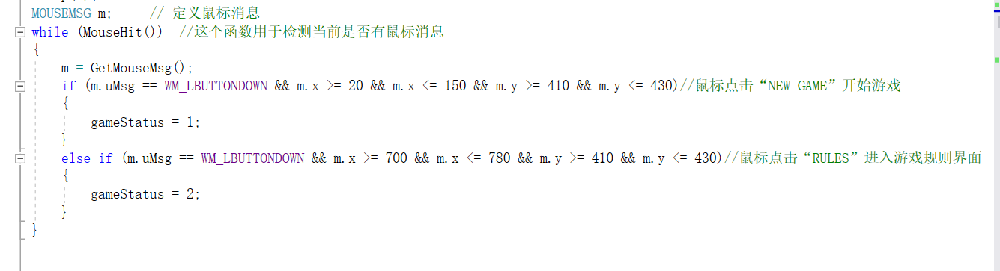 MOUSEMSG m;     // 定义鼠标消息
while (MouseHit())  //这个函数用于检测当前是否有鼠标消息
{
    m = GetMouseMsg();
    if (m.uMsg == WM_LBUTTONDOWN && m.x >= 20 && m.x <= 150 && m.y >= 410 && m.y <= 430)//鼠标点击“NEW GAME”开始游戏
    {
        gameStatus = 1;
    }
    else if (m.uMsg == WM_LBUTTONDOWN && m.x >= 700 && m.x <= 780 && m.y >= 410 && m.y <= 430)//鼠标点击“RULES”进入游戏规则界面
    {
        gameStatus = 2;
    }
}